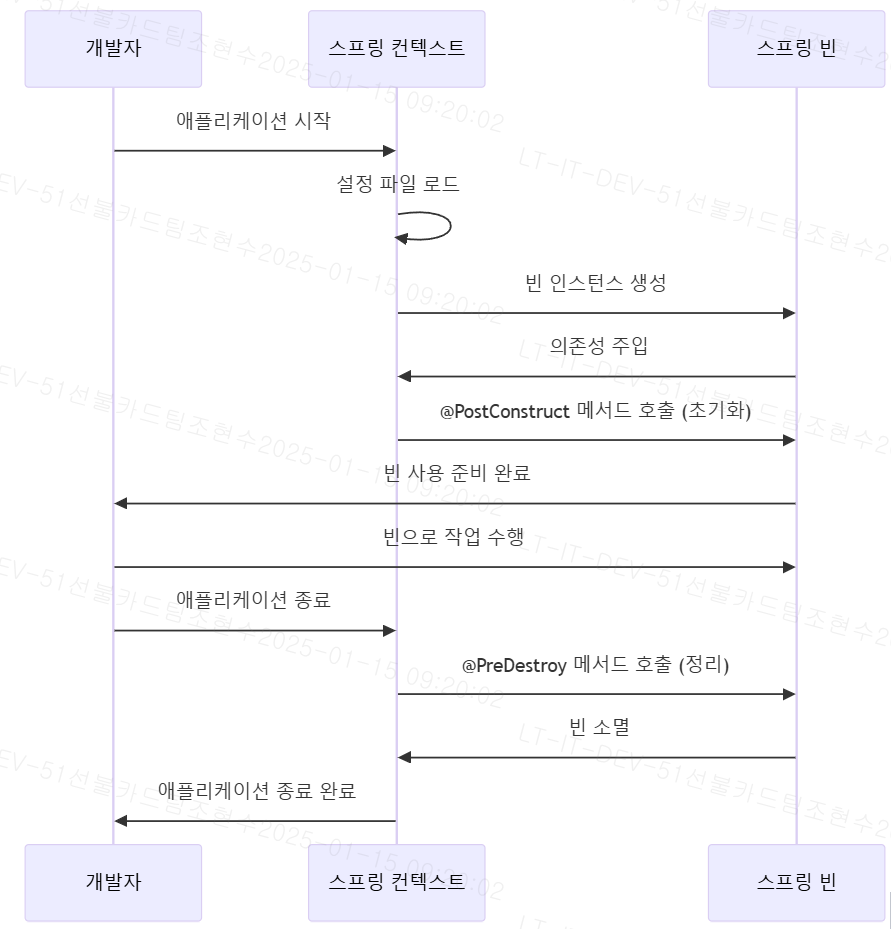 개발자
스프링 컨텍스트
스프링 빈
애플리케이션 시작
설정 파일 로드
빈 인스턴스 생성
의존성 주입
@PostConstruct 메서드 호출 (초기화)
빈 사용 준비 완료
빈으로 작업 수행
애플리케이션 종료
@PreDestroy 메서드 호출 (정리)
빈 소멸
애플리케이션 종료 완료
개발자
스프링 컨텍스트
스프링 빈
LT-IT-DEV-51선불카드팀조현수2025-01-15 09:20:02